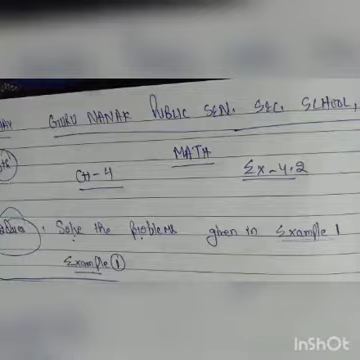 GURU NANAK PUBLIC SEN. SEC. SCHOOL,
MATH
CH-4 Ex-4.2
Solve the problems given in Example 1
Example 1
InShot